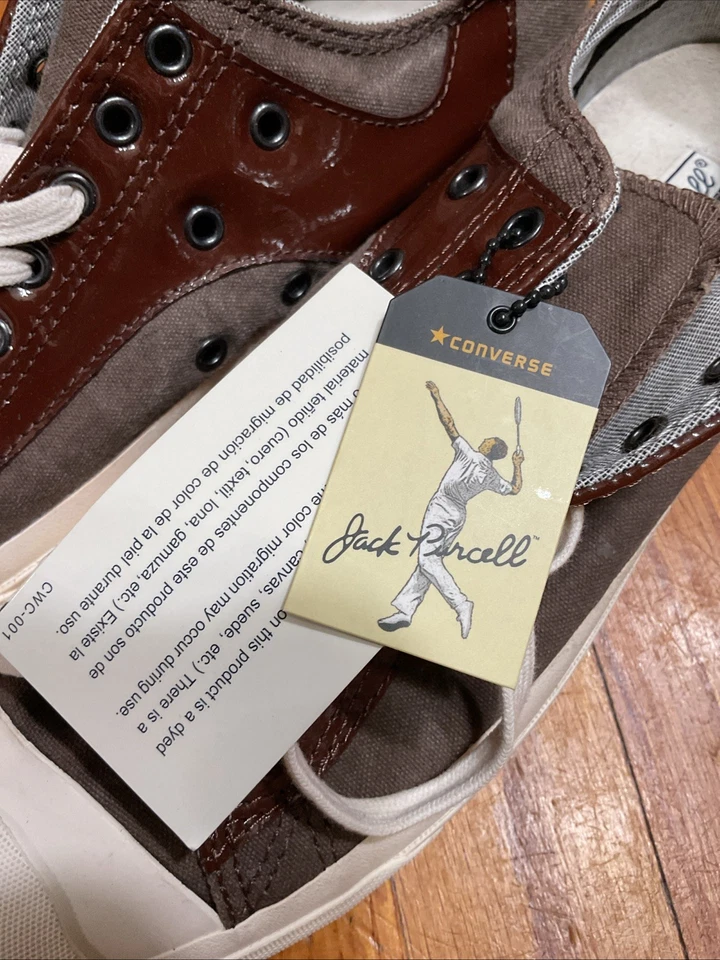 CONVERSE
Jack Purcell™
on this product is a dyed
canvas, suede, etc.) There is a
color migration may occur during use.
o más de los componentes de este producto son de
material teñido (cuero, textil, lona, gamuza, etc.) Existe la
posibilidad de migración de color de la piel durante uso.
CWC-001